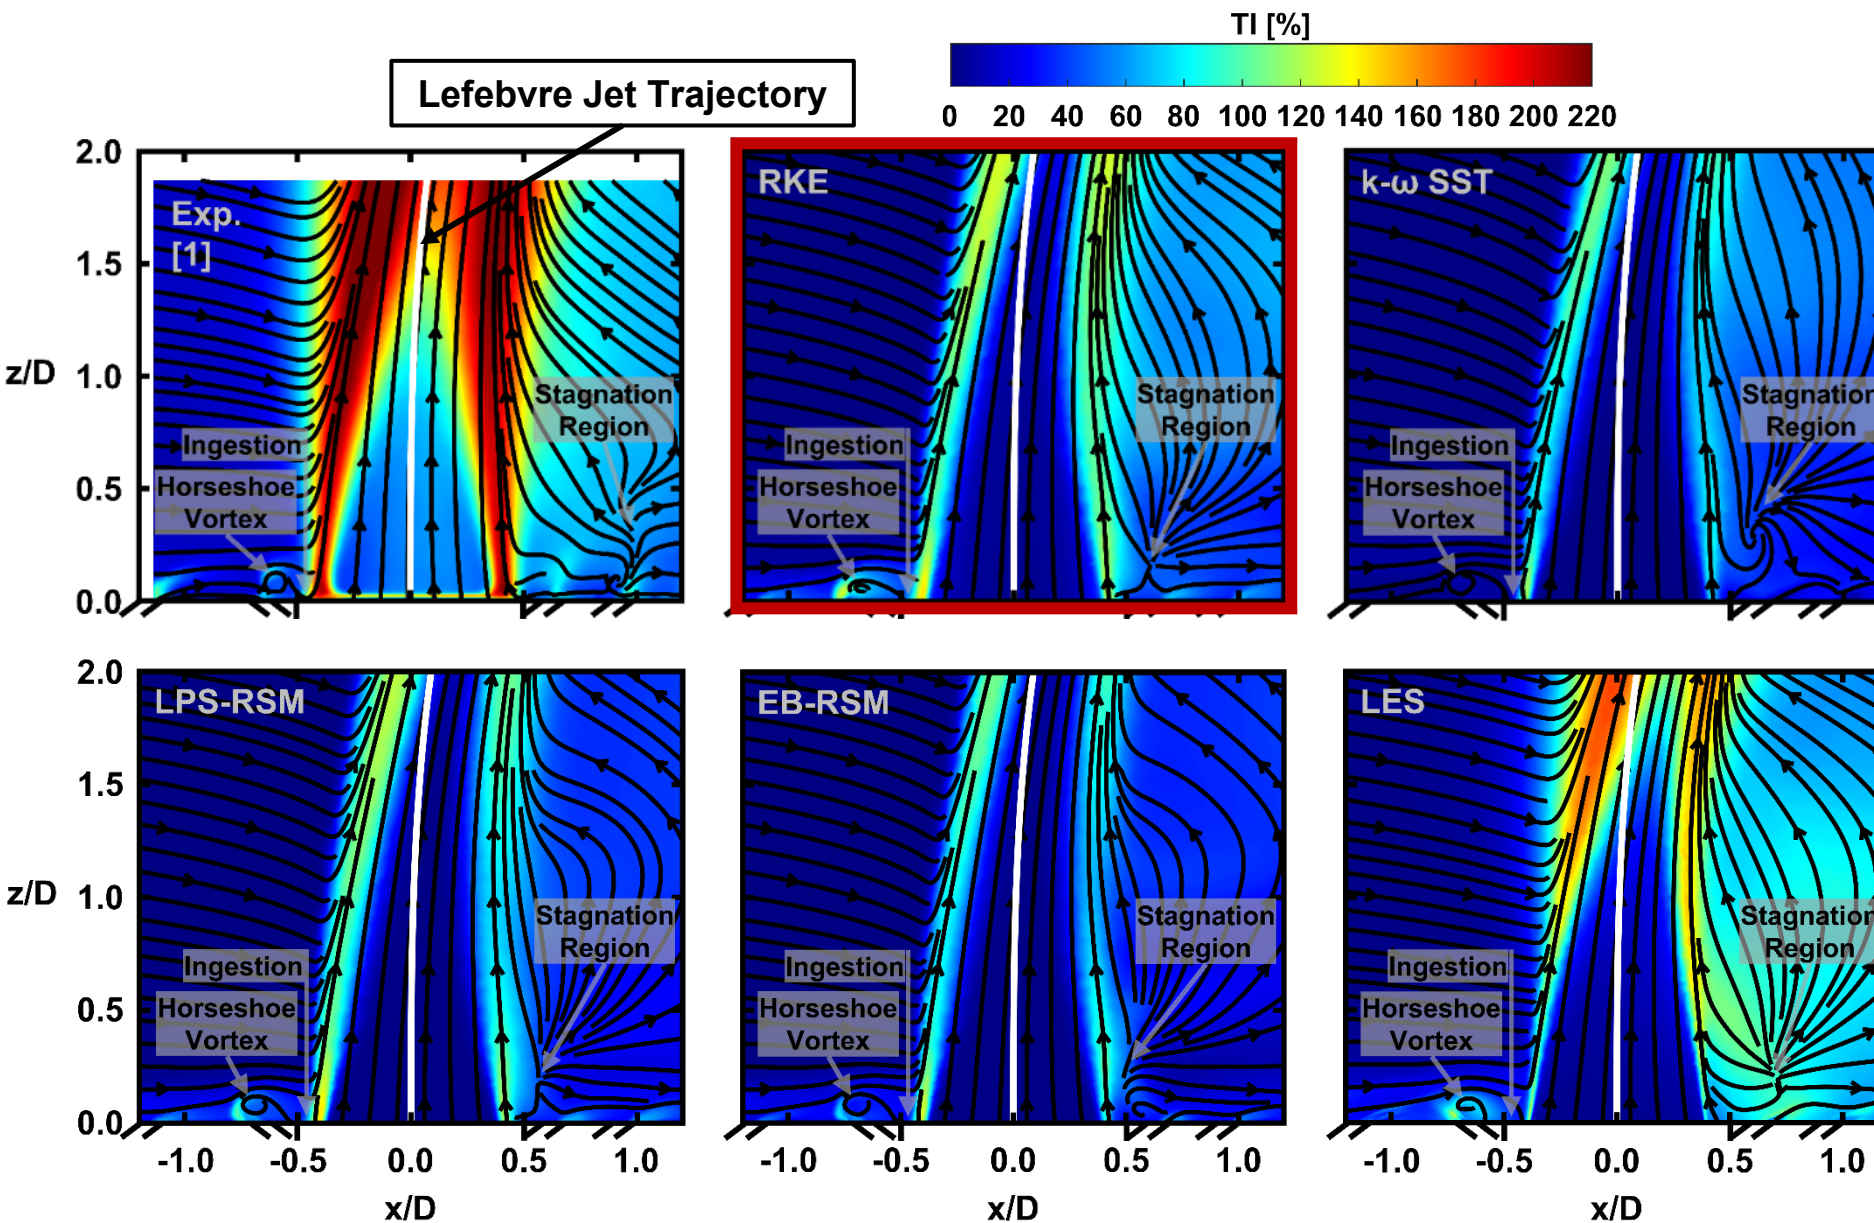 TI [%]
0 20 40 60 80 100 120 140 160 180 200 220
Lefebvre Jet Trajectory
2.0
1.5
1.0
0.5
0.0
z/D
Exp.
[1]
Ingestion
Horseshoe
Vortex
Stagnation
Region
RKE
Ingestion
Horseshoe
Vortex
Stagnation
Region
k-ω SST
Ingestion
Horseshoe
Vortex
Stagnation
Region
2.0
1.5
1.0
0.5
0.0
z/D
LPS-RSM
Ingestion
Horseshoe
Vortex
Stagnation
Region
-1.0 -0.5 0.0 0.5 1.0
x/D
EB-RSM
Ingestion
Horseshoe
Vortex
Stagnation
Region
-1.0 -0.5 0.0 0.5 1.0
x/D
LES
Ingestion
Horseshoe
Vortex
Stagnation
Region
-1.0 -0.5 0.0 0.5 1.0
x/D